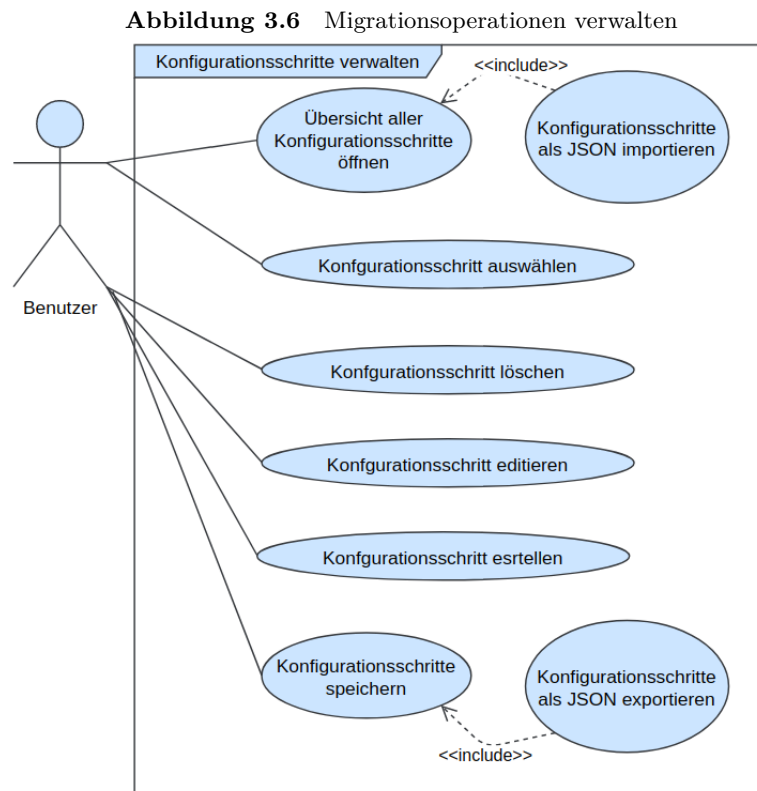 Abbildung 3.6 Migrationsoperationen verwalten
Konfigurationsschritte verwalten
<<include>>
Übersicht aller
Konfigurationsschritte
öffnen
Konfigurationsschritte
als JSON importieren
Konfgurationsschritt auswählen
Benutzer
Konfgurationsschritt löschen
Konfgurationsschritt editieren
Konfgurationsschritt esrtellen
Konfigurationsschritte
speichern
Konfigurationsschritte
als JSON exportieren
<<include>>